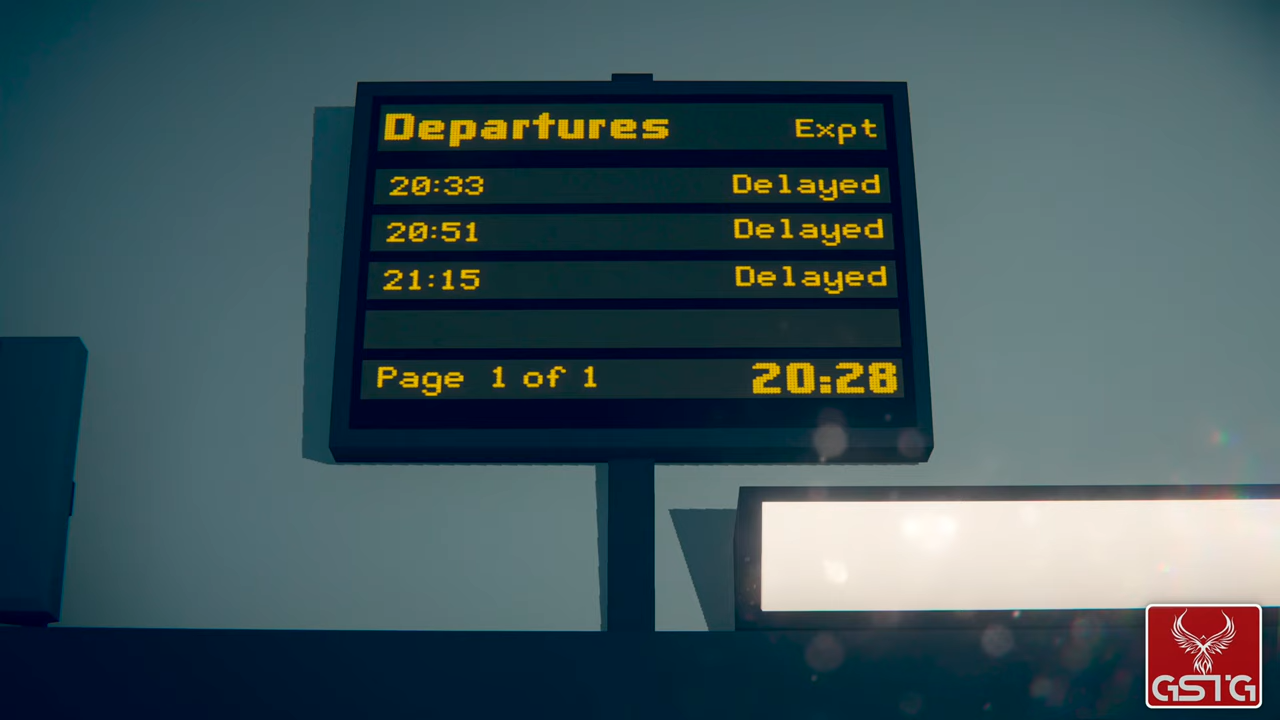 Departures Expt
20:33 Delayed
20:51 Delayed
21:15 Delayed
Page 1 of 1 20:28
GSTG